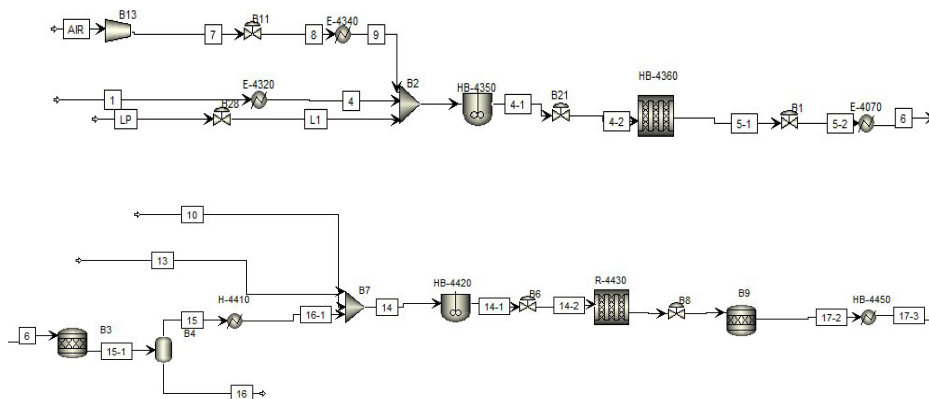 B13
AIR
7
B11
8
E-4340
9
1
E-4320
4
B2
LP
B28
L1
HB-4350
4-1
B21
4-2
HB-4360
5-1
B1
5-2
E-4070
6
10
13
6
B3
15-1
15
B4
H-4410
16-1
16
B7
14
HB-4420
14-1
B6
14-2
R-4430
B8
B9
17-2
HB-4450
17-3